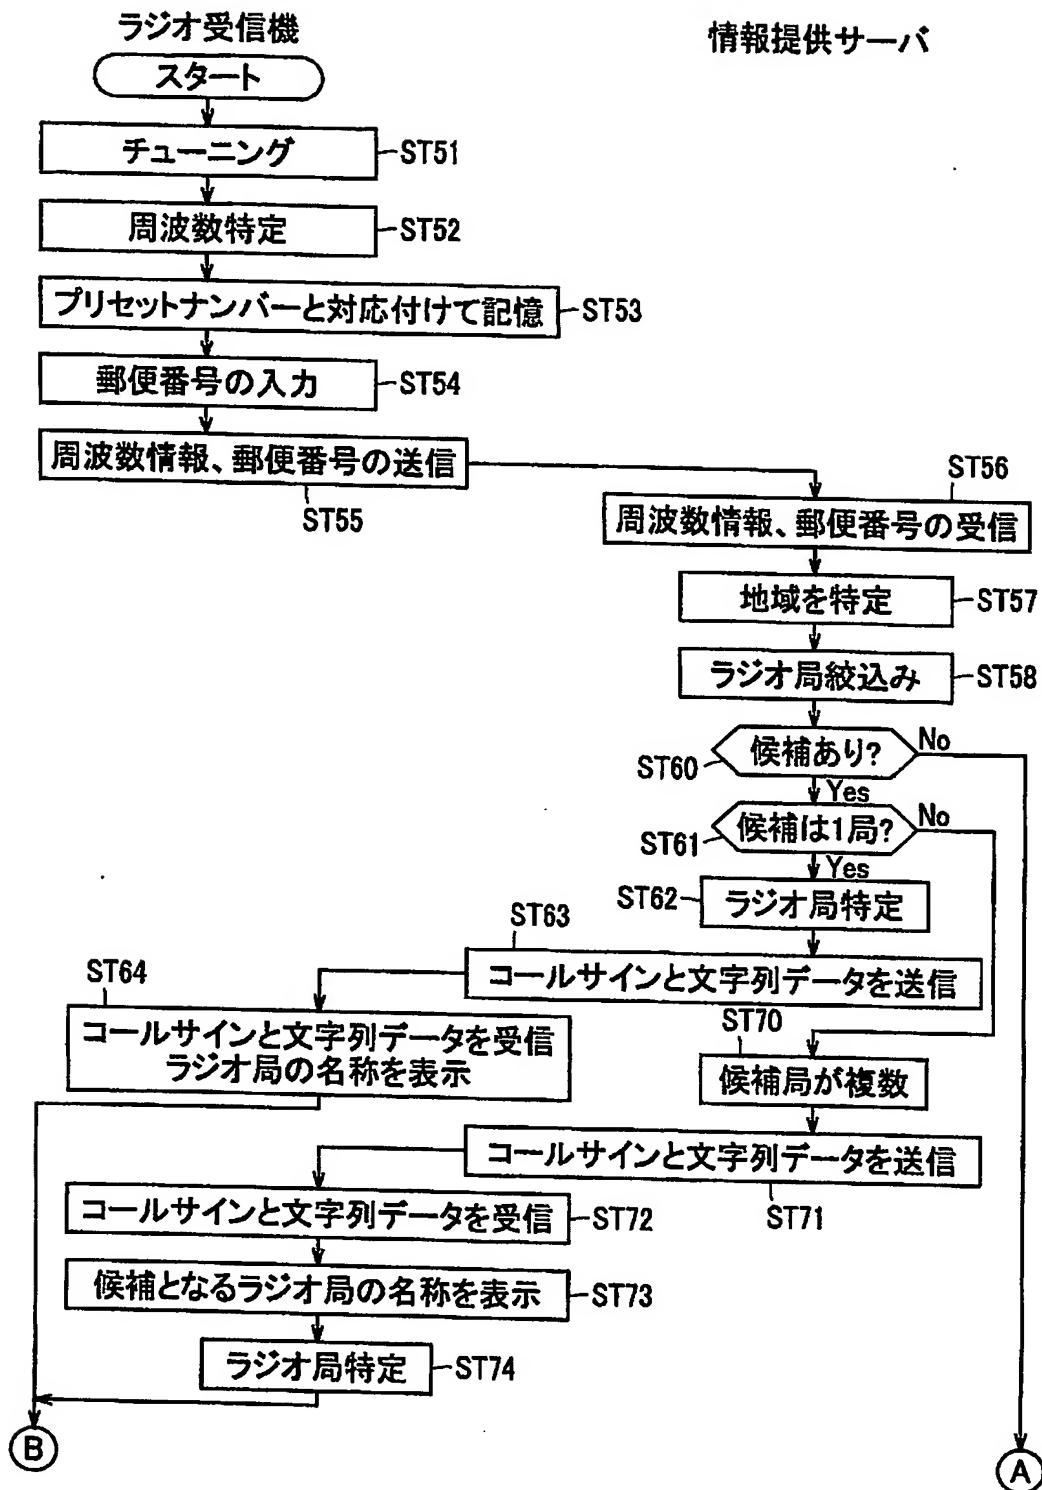 ラジオ受信機
情報提供サーバ
スタート
チューニング
ST51
周波数特定
ST52
プリセットナンバーと対応付けて記憶
ST53
郵便番号の入力
ST54
周波数情報、郵便番号の送信
ST55
ST56
周波数情報、郵便番号の受信
地域を特定
ST57
ラジオ局絞込み
ST58
候補あり?
No
ST60
Yes
候補は1局?
No
ST61
Yes
ST62
ラジオ局特定
ST63
コールサインと文字列データを送信
ST64
コールサインと文字列データを受信
ラジオ局の名称を表示
ST70
候補局が複数
コールサインと文字列データを送信
ST71
コールサインと文字列データを受信
ST72
候補となるラジオ局の名称を表示
ST73
ラジオ局特定
ST74
B
A